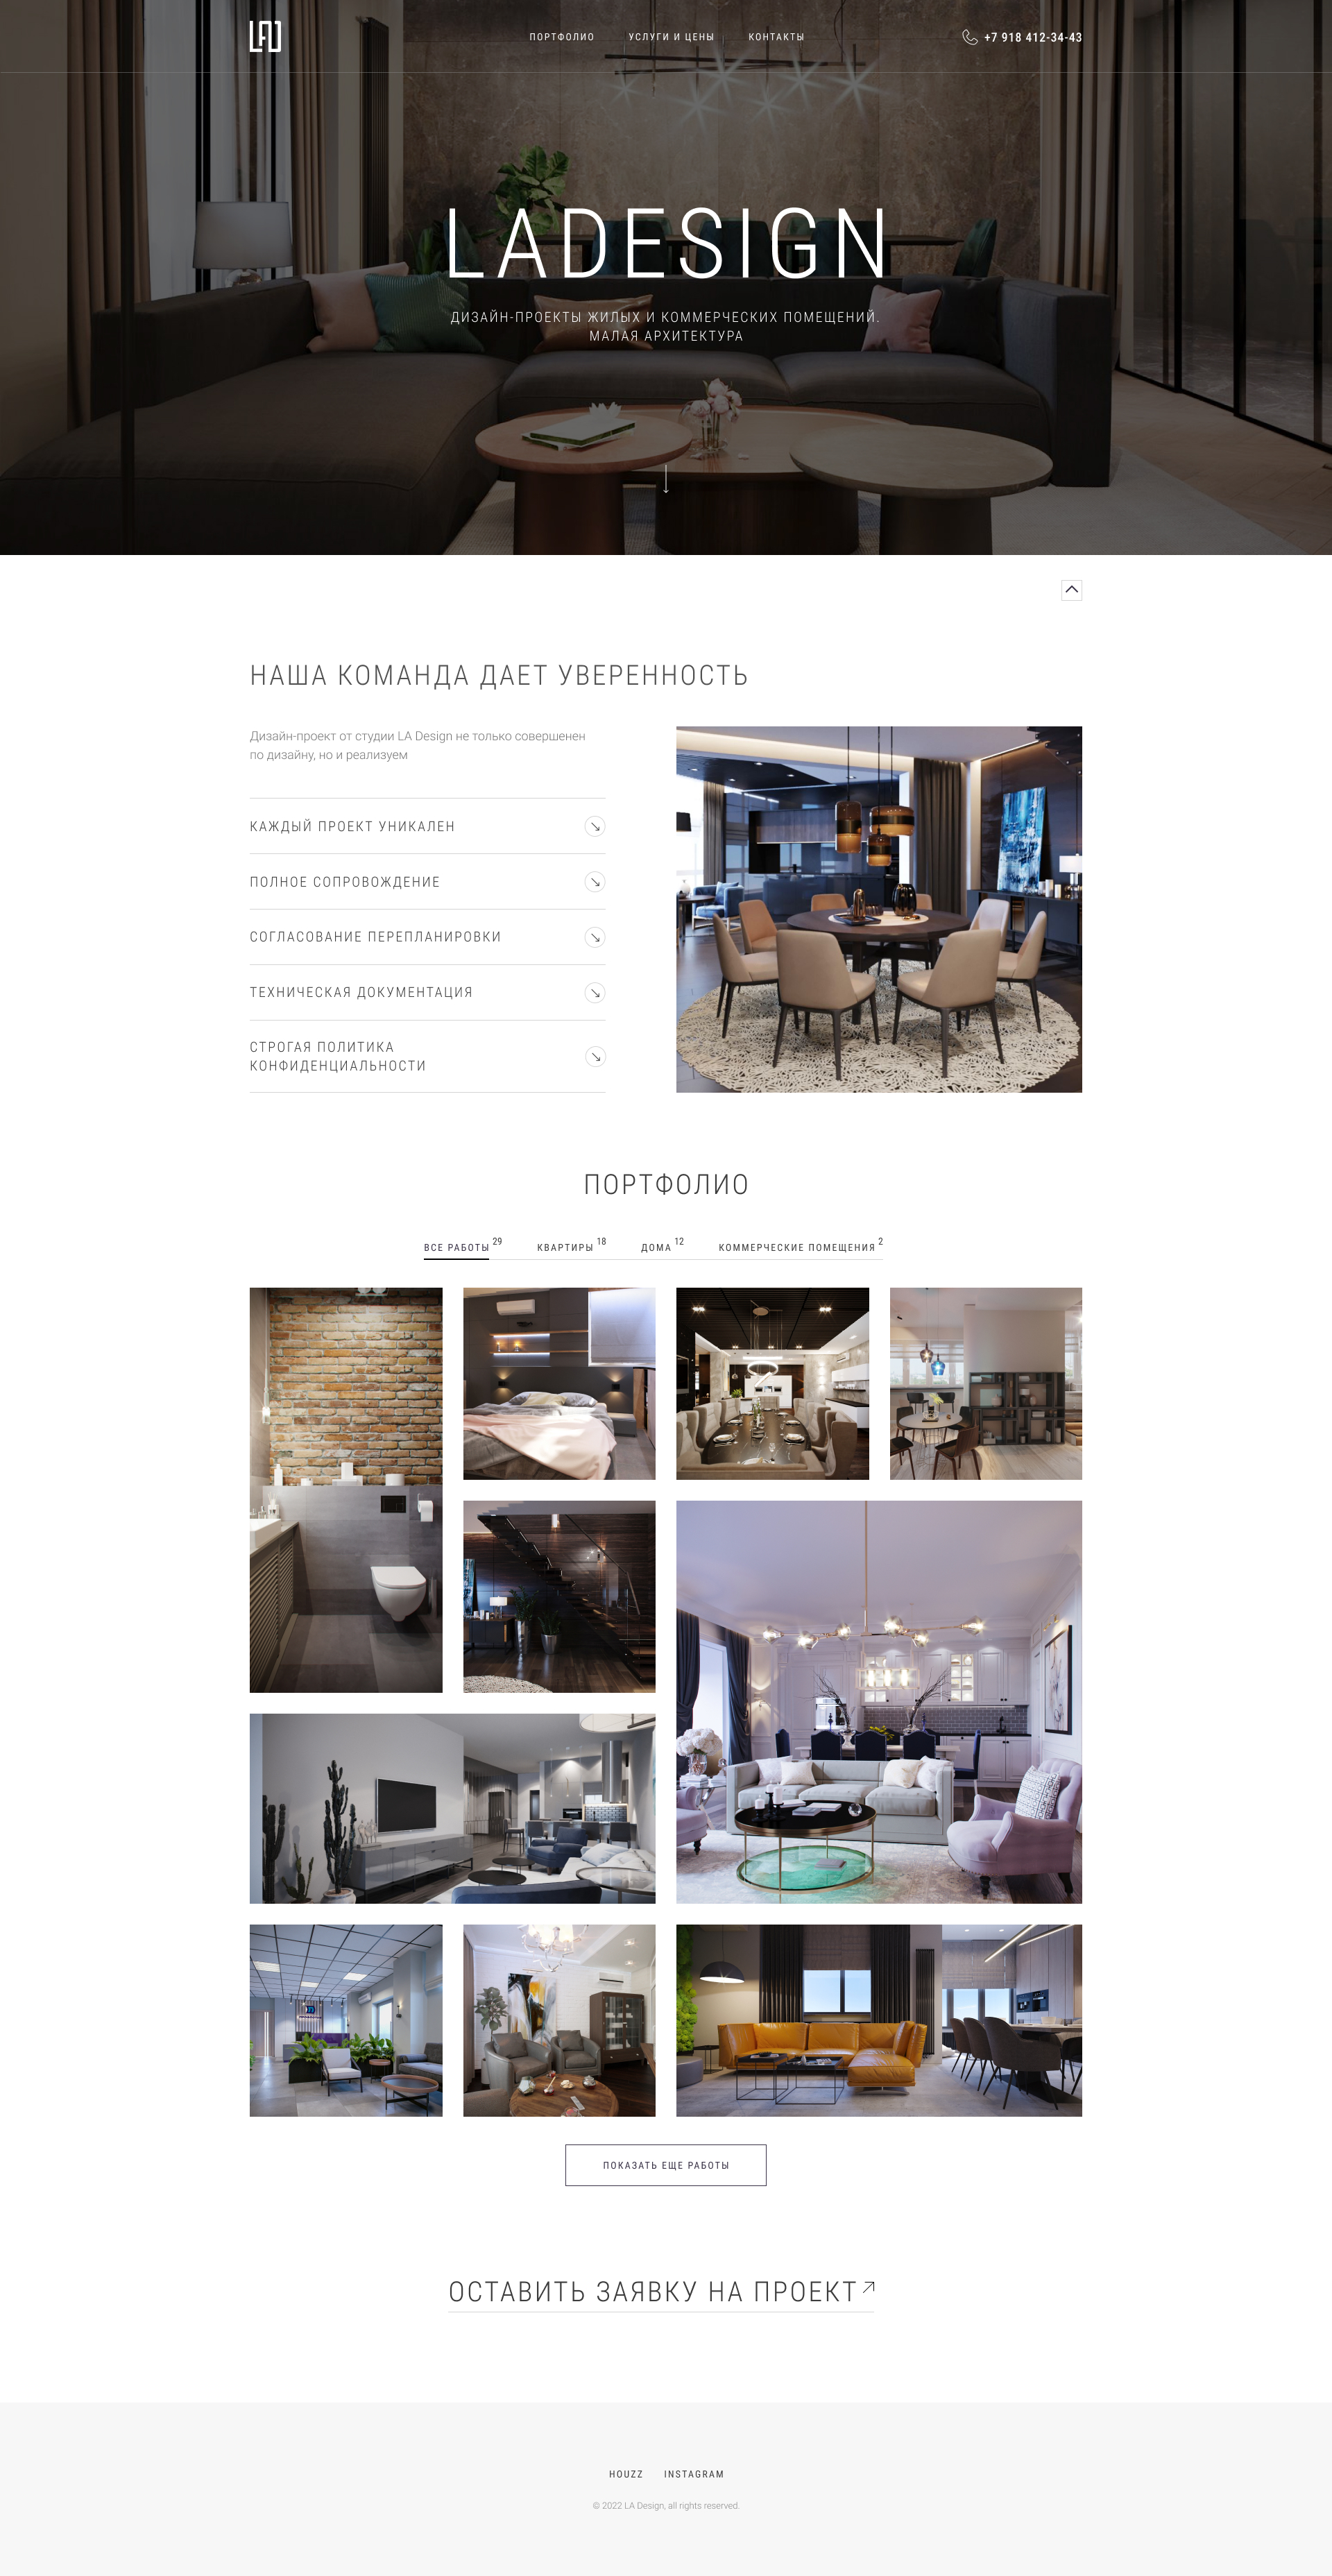 LAD
ПОРТФОЛИО
УСЛУГИ И ЦЕНЫ
КОНТАКТЫ
+7 918 412-34-43
LADESIGN
ДИЗАЙН-ПРОЕКТЫ ЖИЛЫХ И КОММЕРЧЕСКИХ ПОМЕЩЕНИЙ.
МАЛАЯ АРХИТЕКТУРА
НАША КОМАНДА ДАЕТ УВЕРЕННОСТЬ
Дизайн-проект от студии LA Design не только совершенен
по дизайну, но и реализуем
КАЖДЫЙ ПРОЕКТ УНИКАЛЕН
ПОЛНОЕ СОПРОВОЖДЕНИЕ
СОГЛАСОВАНИЕ ПЕРЕПЛАНИРОВКИ
ТЕХНИЧЕСКАЯ ДОКУМЕНТАЦИЯ
СТРОГАЯ ПОЛИТИКА
КОНФИДЕНЦИАЛЬНОСТИ
ПОРТФОЛИО
ВСЕ РАБОТЫ 29
КВАРТИРЫ 18
ДОМА 12
КОММЕРЧЕСКИЕ ПОМЕЩЕНИЯ 2
ПОКАЗАТЬ ЕЩЕ РАБОТЫ
ОСТАВИТЬ ЗАЯВКУ НА ПРОЕКТ
HOUZZ
INSTAGRAM
© 2022 LA Design, all rights reserved.